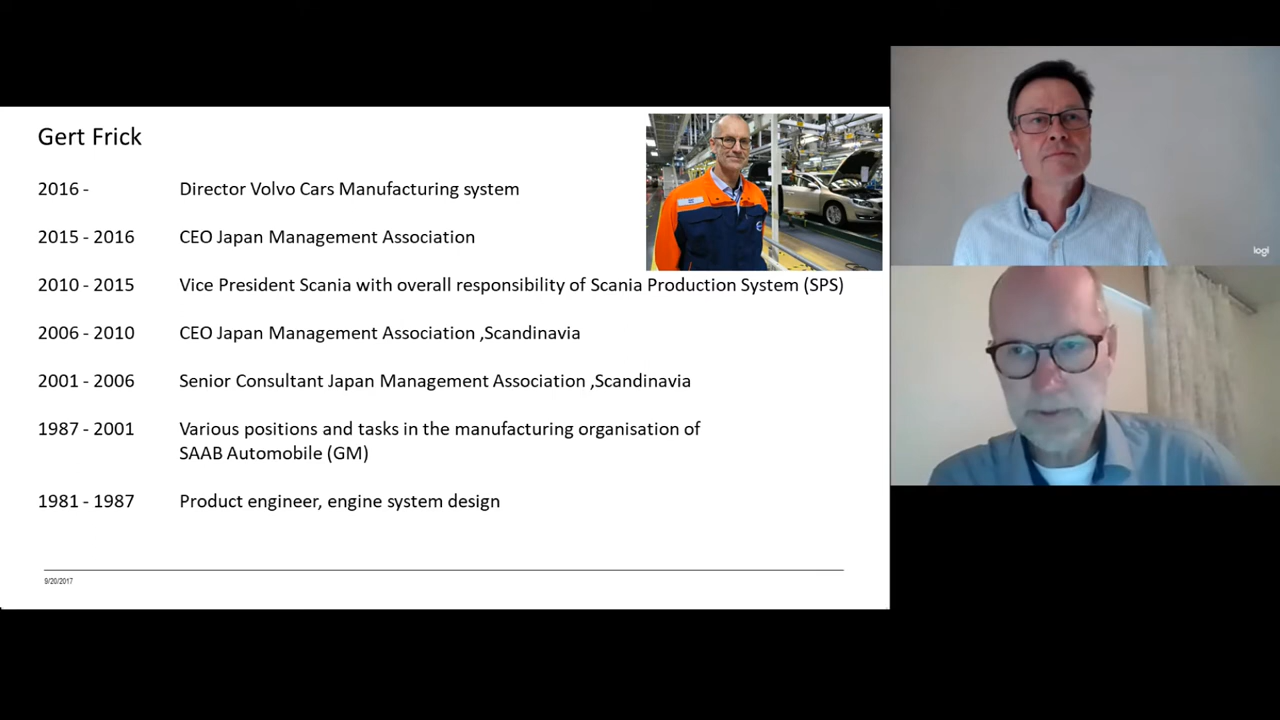 Gert Frick
2016 - Director Volvo Cars Manufacturing system
2015 - 2016 CEO Japan Management Association
2010 - 2015 Vice President Scania with overall responsibility of Scania Production System (SPS)
2006 - 2010 CEO Japan Management Association ,Scandinavia
2001 - 2006 Senior Consultant Japan Management Association ,Scandinavia
1987 - 2001 Various positions and tasks in the manufacturing organisation of
SAAB Automobile (GM)
1981 - 1987 Product engineer, engine system design
9/20/2017
logi